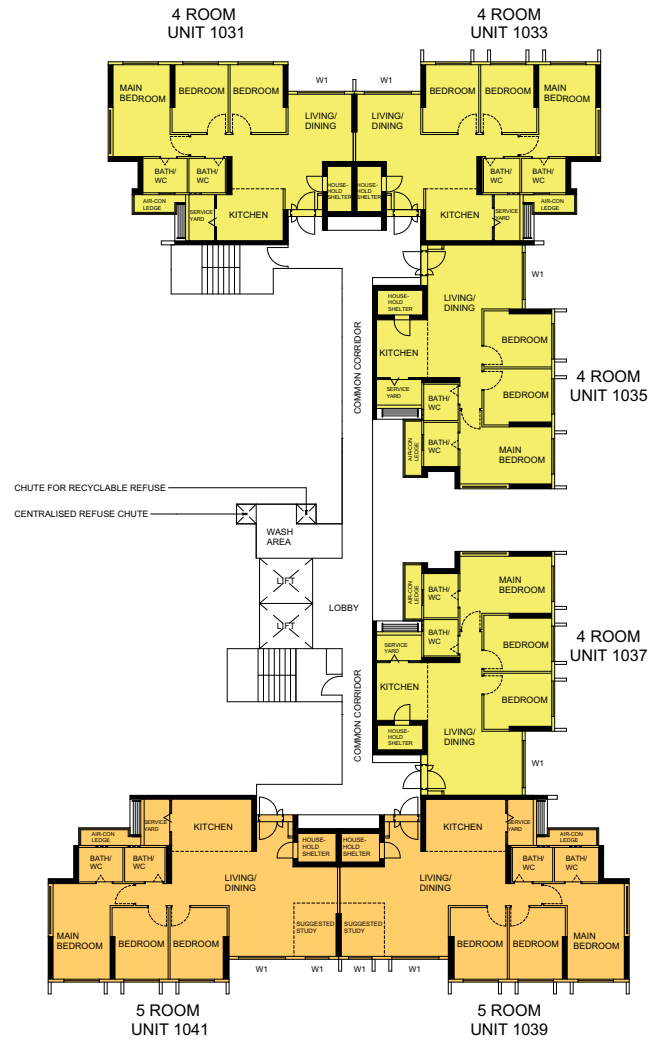 4 ROOM
UNIT 1031
4 ROOM
UNIT 1033
MAIN
BEDROOM
BEDROOM
BEDROOM
W1
W1
BEDROOM
BEDROOM
MAIN
BEDROOM
LIVING/
DINING
LIVING/
DINING
BATH/
WC
BATH/
WC
HOUSE-
HOLD
SHELTER
HOUSE-
HOLD
SHELTER
BATH/
WC
BATH/
WC
AIR-CON
LEDGE
SERVICE
YARD
KITCHEN
KITCHEN
SERVICE
YARD
AIR-CON
LEDGE
W1
HOUSE-
HOLD
SHELTER
LIVING/
DINING
COMMON CORRIDOR
KITCHEN
BEDROOM
4 ROOM
UNIT 1035
SERVICE
YARD
BATH/
WC
BEDROOM
AIR-CON
LEDGE
BATH/
WC
MAIN
BEDROOM
CHUTE FOR RECYCLABLE REFUSE
CENTRALISED REFUSE CHUTE
WASH
AREA
LIFT
LIFT
LOBBY
AIR-CON
LEDGE
BATH/
WC
MAIN
BEDROOM
BATH/
WC
SERVICE
YARD
BEDROOM
4 ROOM
UNIT 1037
KITCHEN
BEDROOM
COMMON CORRIDOR
HOUSE-
HOLD
SHELTER
LIVING/
DINING
W1
SERVICE
YARD
KITCHEN
AIR-CON
LEDGE
HOUSE-
HOLD
SHELTER
HOUSE-
HOLD
SHELTER
KITCHEN
SERVICE
YARD
AIR-CON
LEDGE
BATH/
WC
BATH/
WC
LIVING/
DINING
LIVING/
DINING
BATH/
WC
BATH/
WC
MAIN
BEDROOM
BEDROOM
BEDROOM
SUGGESTED
STUDY
SUGGESTED
STUDY
BEDROOM
BEDROOM
MAIN
BEDROOM
W1
W1
W1
W1
5 ROOM
UNIT 1041
5 ROOM
UNIT 1039